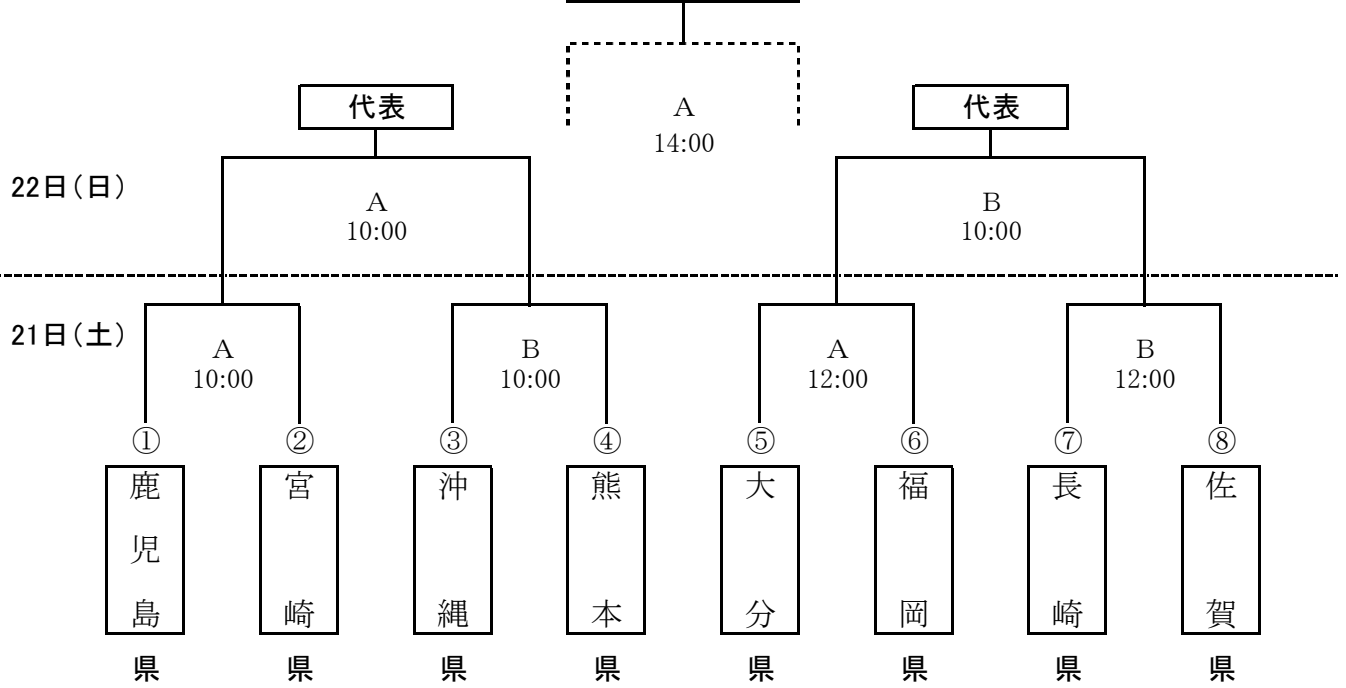 A
14:00
代表
代表
22日(日)
A
10:00
B
10:00
21日(土)
A
10:00
B
10:00
A
12:00
B
12:00
① ② ③ ④ ⑤ ⑥ ⑦ ⑧
鹿児島
宮崎
沖縄
熊本
大分
福岡
長崎
佐賀
県 県 県 県 県 県 県 県